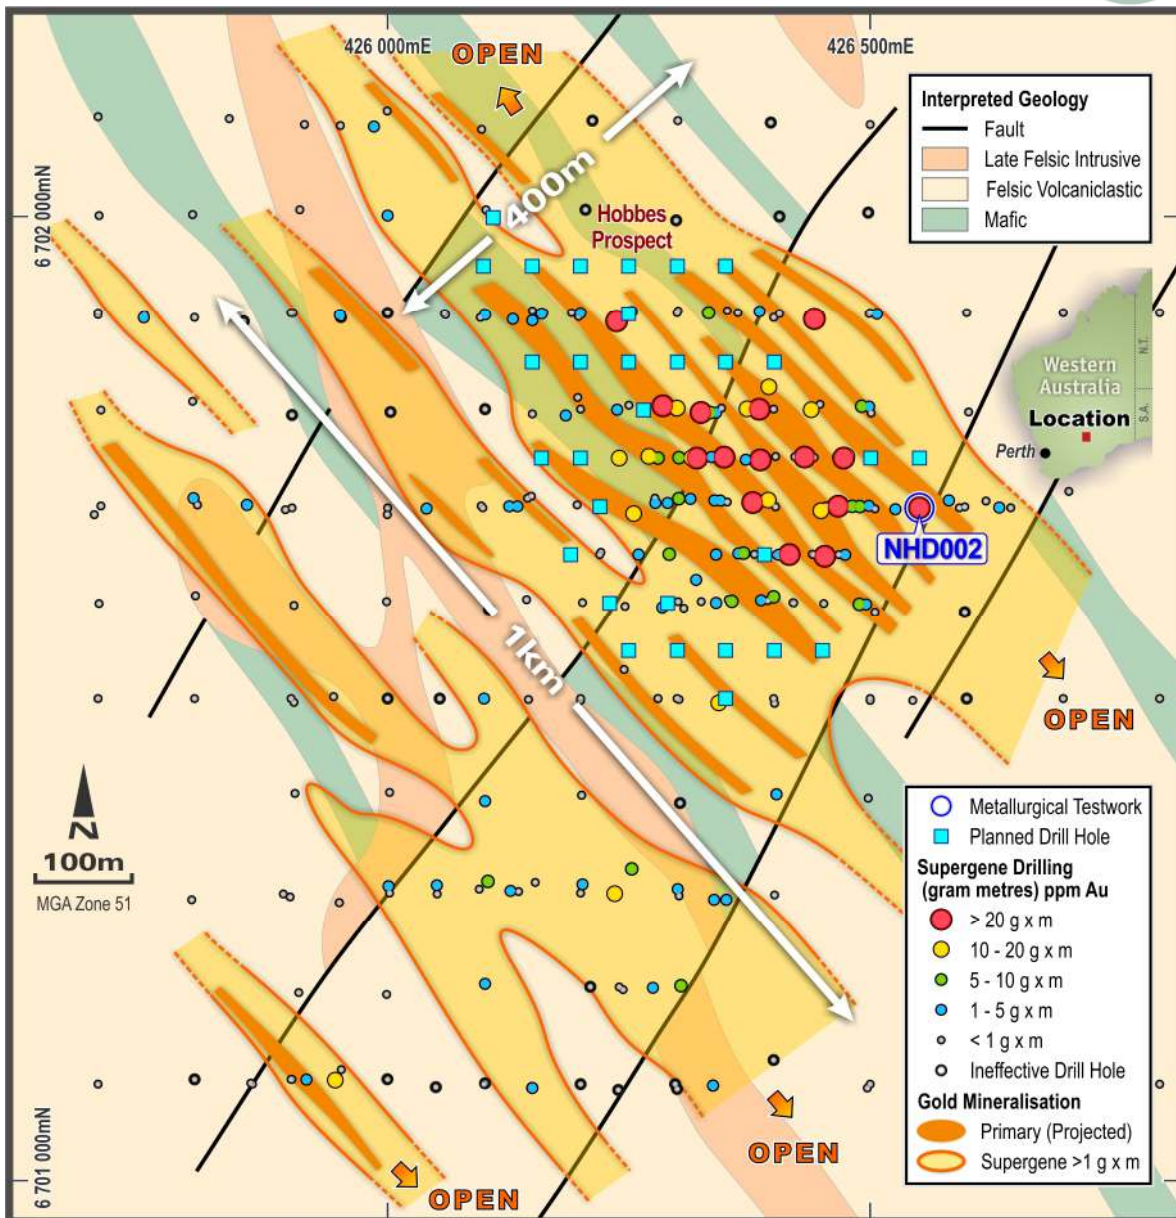 426 000mE
426 500mE
OPEN
6 702 000mN
400m
Hobbes
Prospect
Interpreted Geology
Fault
Late Felsic Intrusive
Felsic Volcaniclastic
Mafic
Western
Australia
Location
Perth
N.T.
S.A.
NHD002
1km
OPEN
N
100m
MGA Zone 51
Metallurgical Testwork
Planned Drill Hole
Supergene Drilling
(gram metres) ppm Au
> 20 g x m
10 - 20 g x m
5 - 10 g x m
1 - 5 g x m
< 1 g x m
Ineffective Drill Hole
Gold Mineralisation
Primary (Projected)
Supergene >1 g x m
6 701 000mN
OPEN
OPEN